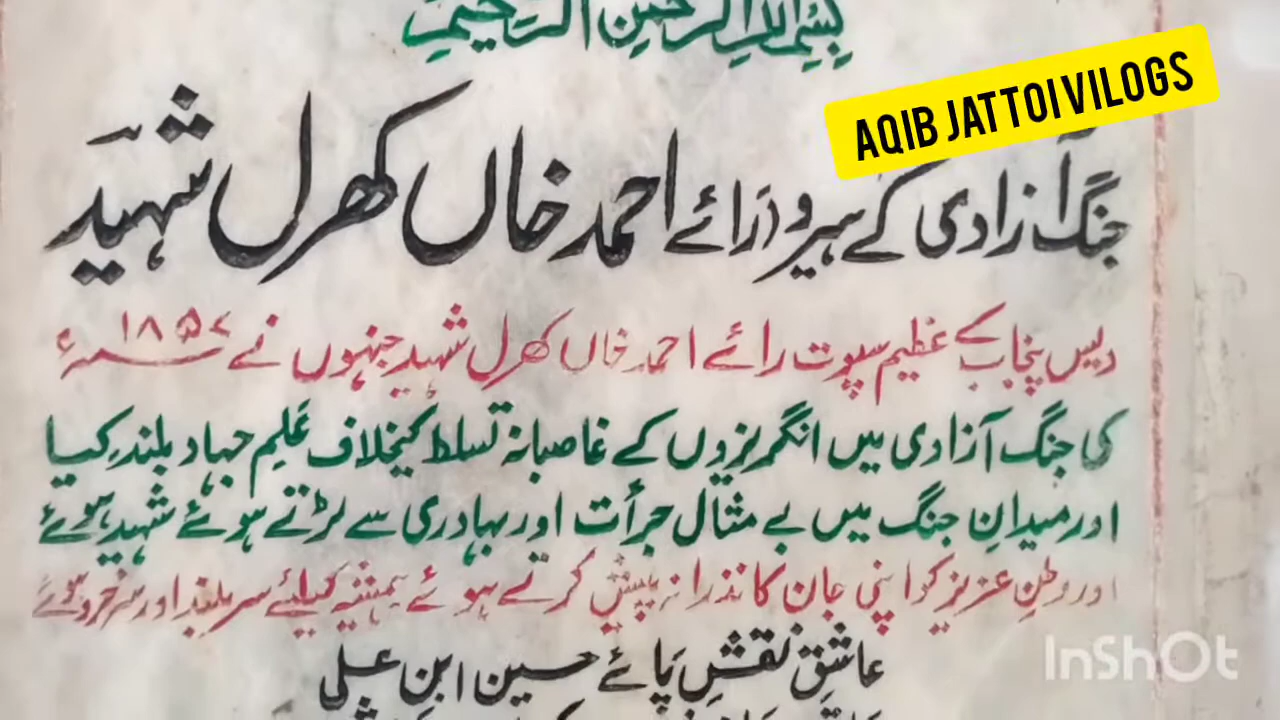 بسم اللہ الرحمن الرحیم
AQIB JATTOI VILOGS
جنگ آزادی کے ہیرو رائے احمد خاں کھرل شہید
دیس پنجاب کے عظیم سپوت رائے احمد خاں کھرل شہید جنہوں نے ۱۸۵۷ء
کی جنگ آزادی میں انگریزوں کے غاصبانہ تسلط کیخلاف عَلمِ جہاد بلند کیا
اور میدانِ جنگ میں بے مثال جرأت اور بہادری سے لڑتے ہوئے شہید ہوئے
اور وطنِ عزیز کو اپنی جان کا نذرانہ پیش کرتے ہوئے ہمیشہ کیلئے سربلند اور سرخرو ہوئے
عاشقِ نقشِ پائے حسین ابنِ علی
InShOt